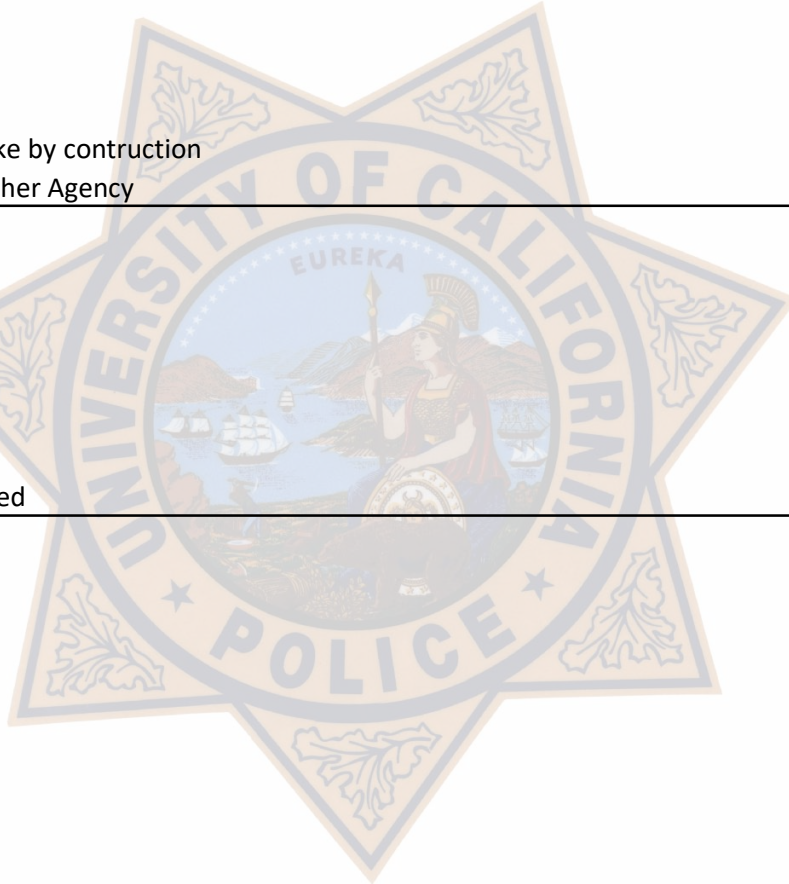 ke by contruction
her Agency
UNIVERSITY OF CALIFORNIA
EUREKA
ed
POLICE